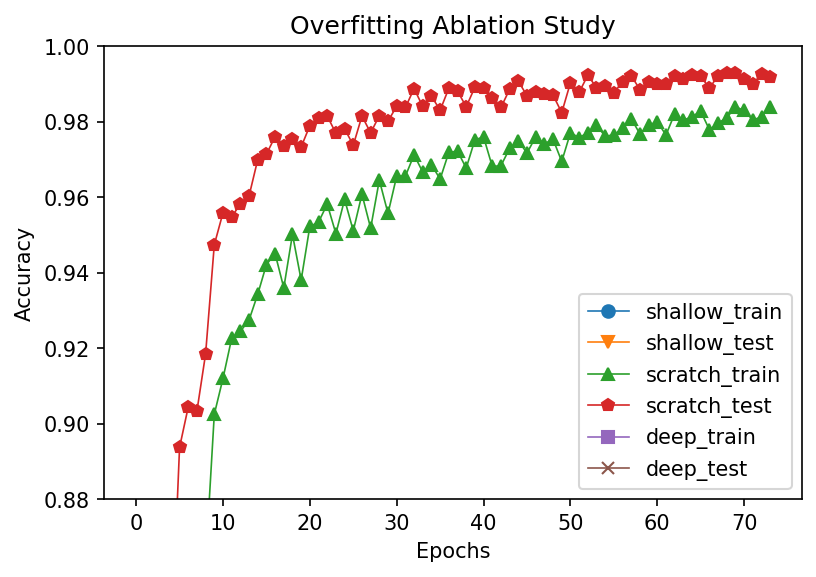 Overfitting Ablation Study
1.00
0.98
0.96
0.94
0.92
0.90
0.88
Accuracy
shallow_train
shallow_test
scratch_train
scratch_test
deep_train
deep_test
0 10 20 30 40 50 60 70
Epochs